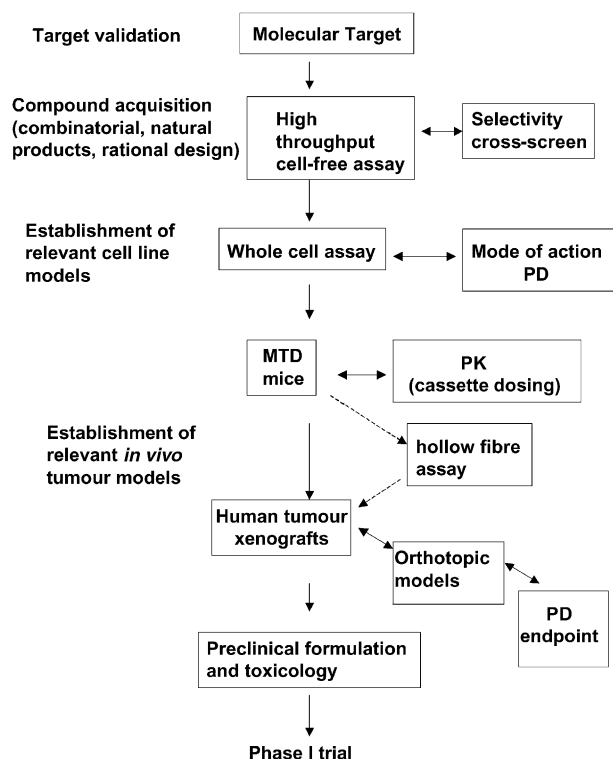 Target validation
Molecular Target
Compound acquisition
(combinatorial, natural
products, rational design)
High
throughput
cell-free assay
Selectivity
cross-screen
Establishment of
relevant cell line
models
Whole cell assay
Mode of action
PD
MTD
mice
PK
(cassette dosing)
Establishment of
relevant in vivo
tumour models
hollow fibre
assay
Human tumour
xenografts
Orthotopic
models
PD
endpoint
Preclinical formulation
and toxicology
Phase I trial